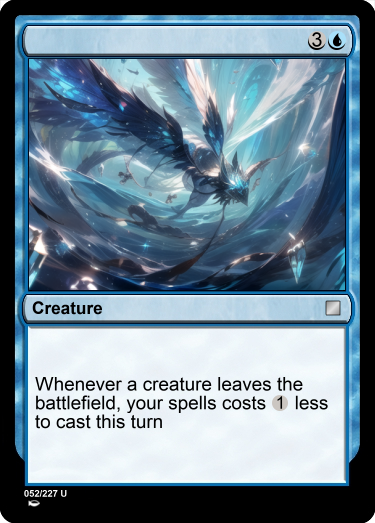 3
Creature
Whenever a creature leaves the
battlefield, your spells costs 1 less
to cast this turn
052/227 U